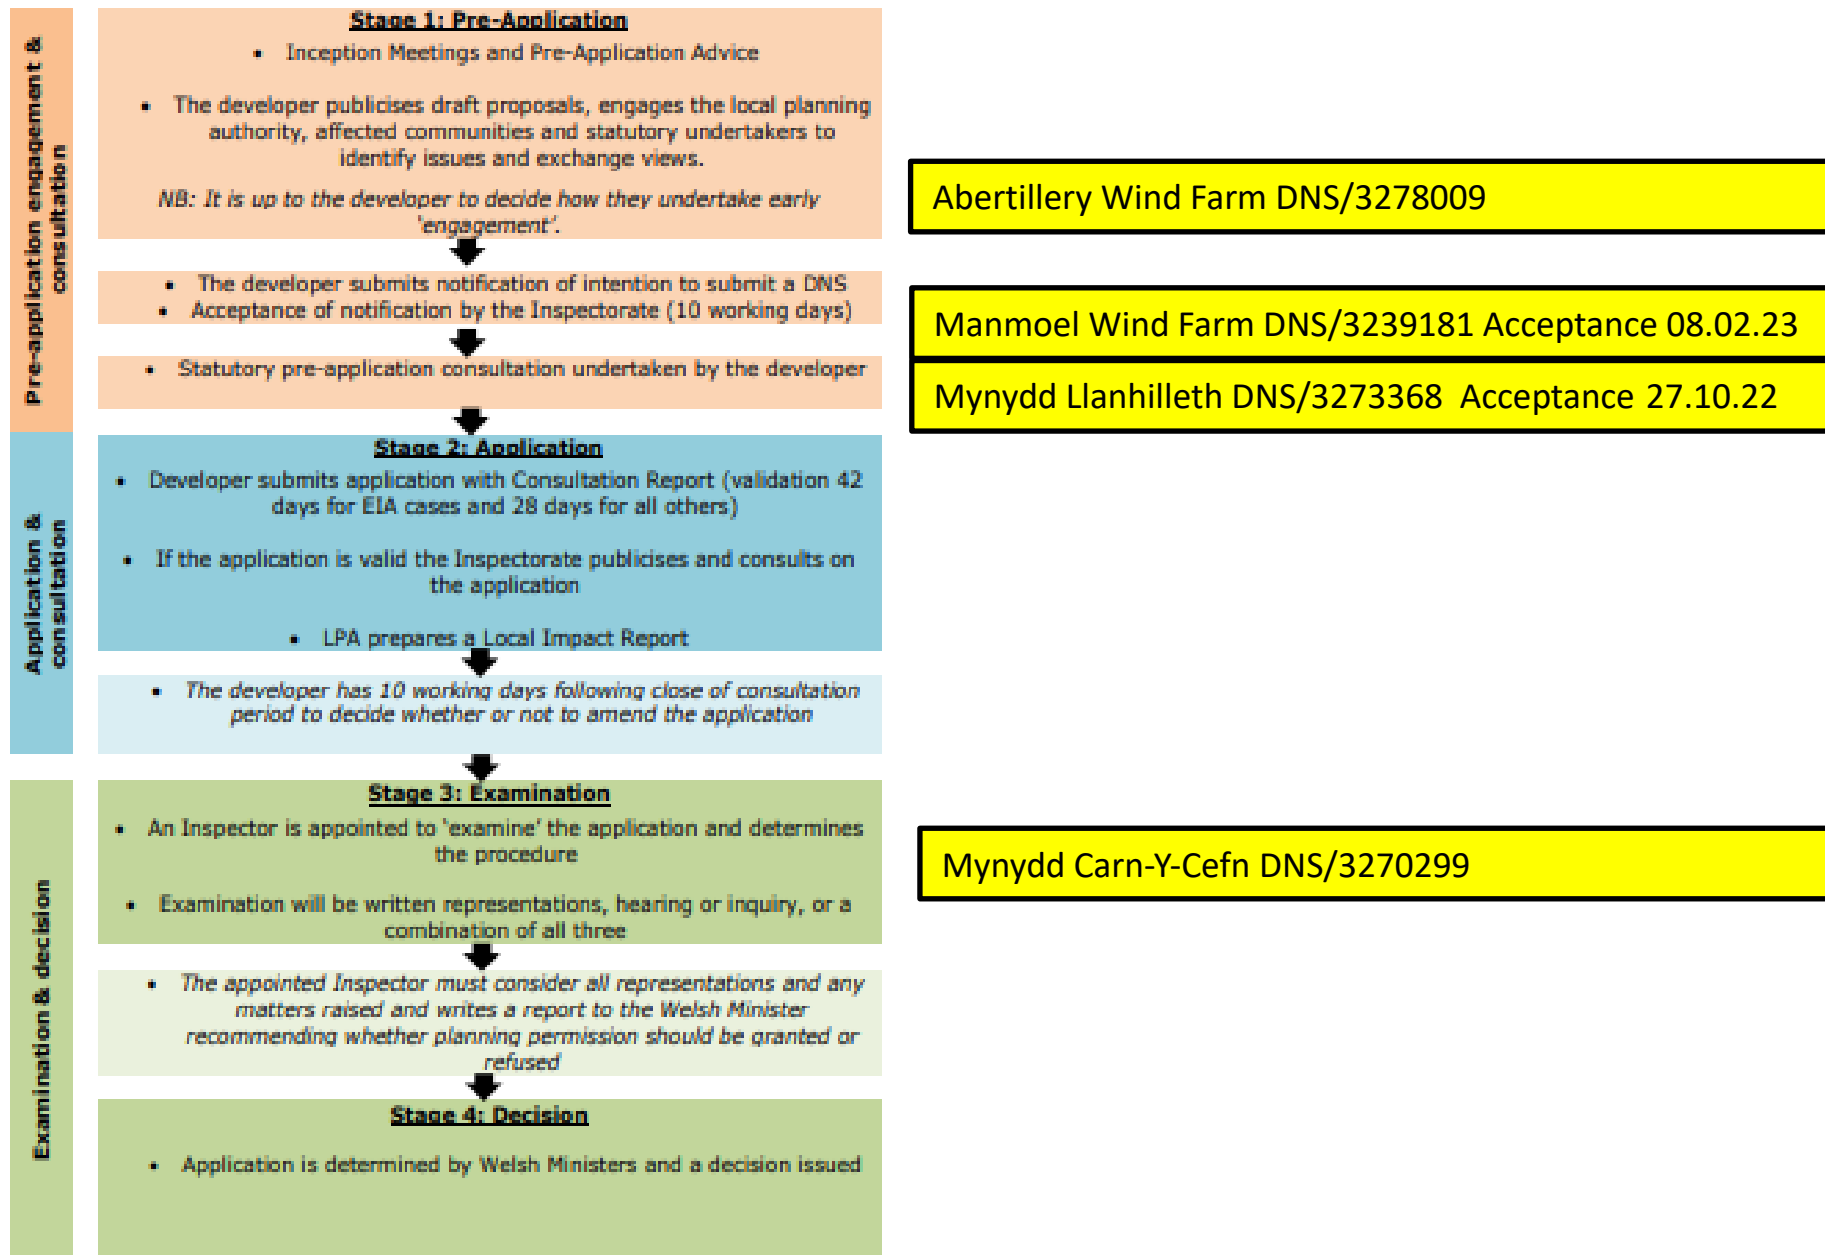 Pre-application engagement &
consultation
Stage 1: Pre-Application
• Inception Meetings and Pre-Application Advice
• The developer publicises draft proposals, engages the local planning
authority, affected communities and statutory undertakers to
identify issues and exchange views.
NB: It is up to the developer to decide how they undertake early
'engagement'.
Abertillery Wind Farm DNS/3278009
• The developer submits notification of intention to submit a DNS
• Acceptance of notification by the Inspectorate (10 working days)
Manmoel Wind Farm DNS/3239181 Acceptance 08.02.23
• Statutory pre-application consultation undertaken by the developer
Mynydd Llanhilleth DNS/3273368  Acceptance 27.10.22
Application &
consultation
Stage 2: Application
• Developer submits application with Consultation Report (validation 42
days for EIA cases and 28 days for all others)
• If the application is valid the Inspectorate publicises and consults on
the application
• LPA prepares a Local Impact Report
• The developer has 10 working days following close of consultation
period to decide whether or not to amend the application
Examination & decision
Stage 3: Examination
• An Inspector is appointed to 'examine' the application and determines
the procedure
• Examination will be written representations, hearing or inquiry, or a
combination of all three
Mynydd Carn-Y-Cefn DNS/3270299
• The appointed Inspector must consider all representations and any
matters raised and writes a report to the Welsh Minister
recommending whether planning permission should be granted or
refused
Stage 4: Decision
• Application is determined by Welsh Ministers and a decision issued